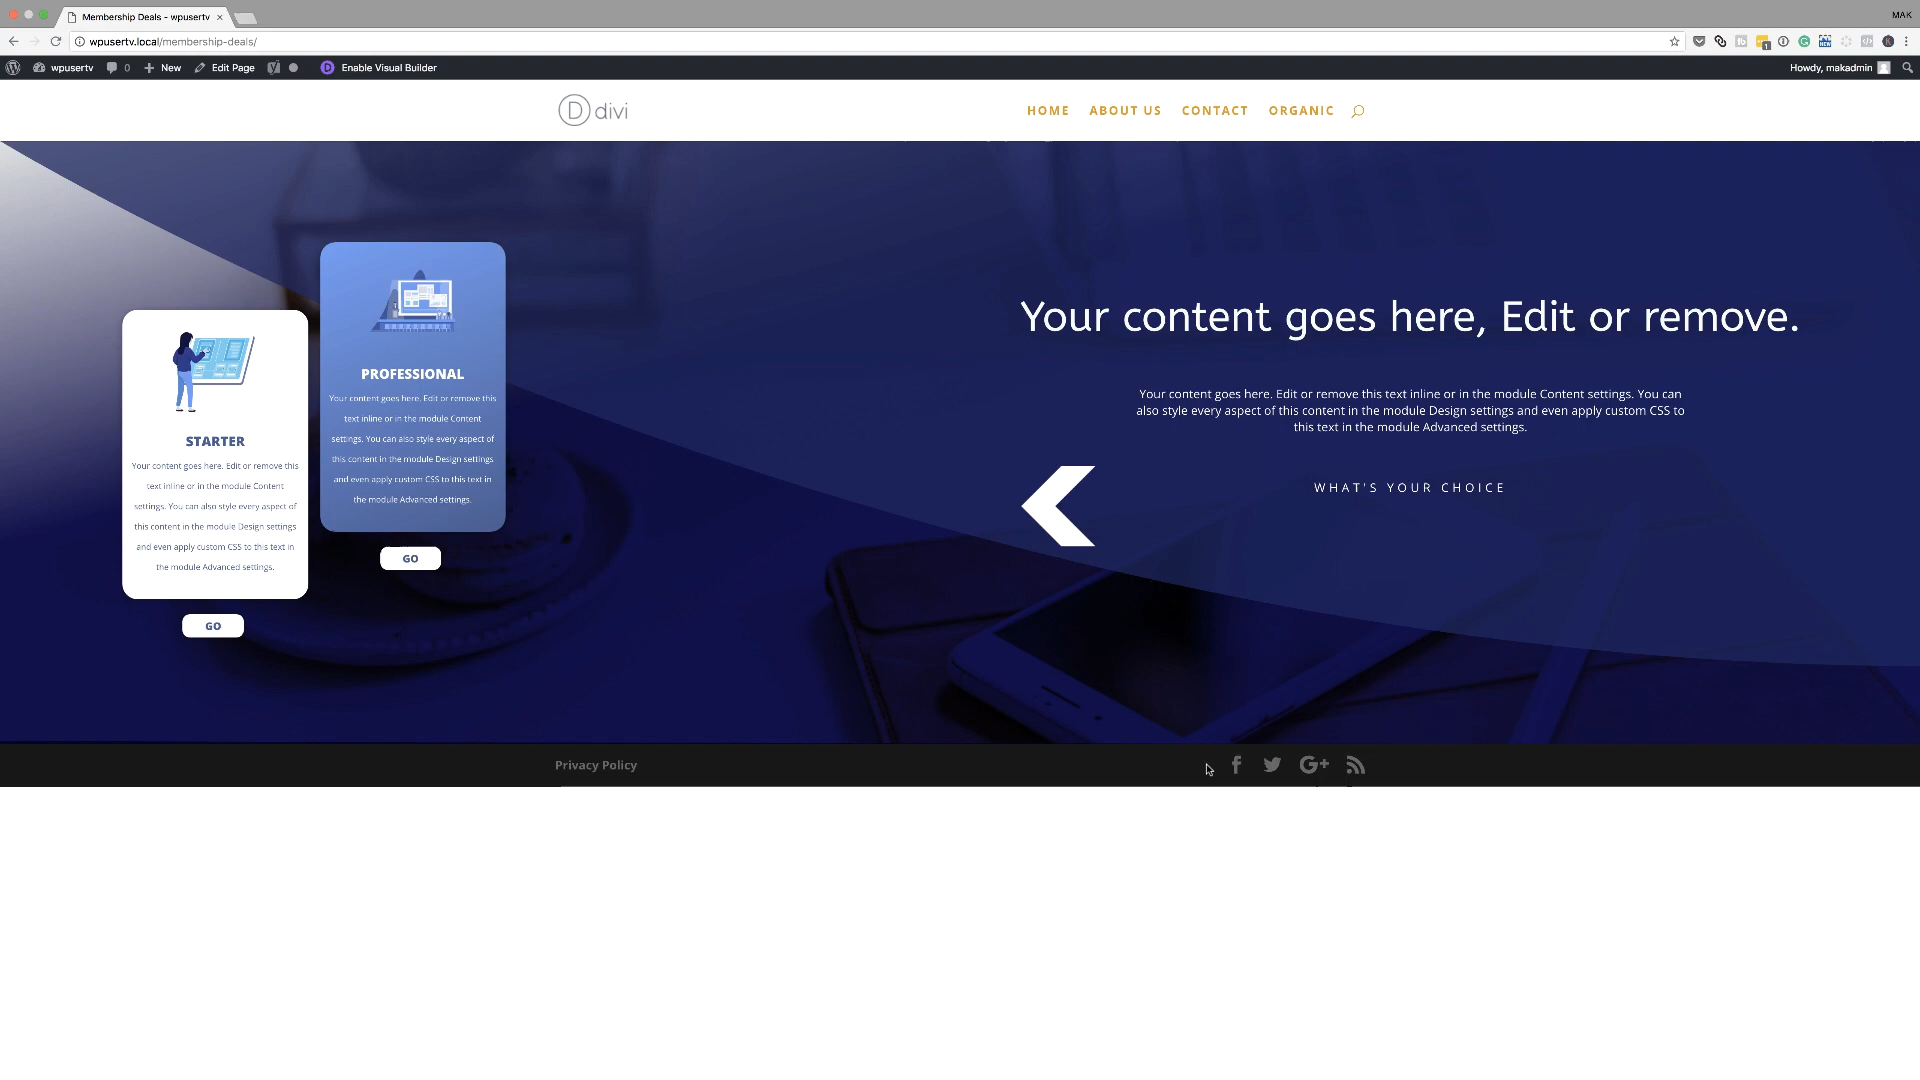 Membership Deals - wpusertv
MAK
wpusertv.local/membership-deals/
wpusertv 0 New Edit Page Enable Visual Builder Howdy, makadmin
D divi
HOME ABOUT US CONTACT ORGANIC
STARTER
Your content goes here. Edit or remove this
text inline or in the module Content
settings. You can also style every aspect of
this content in the module Design settings
and even apply custom CSS to this text in
the module Advanced settings.
GO
PROFESSIONAL
Your content goes here. Edit or remove this
text inline or in the module Content
settings. You can also style every aspect of
this content in the module Design settings
and even apply custom CSS to this text in
the module Advanced settings.
GO
Your content goes here, Edit or remove.
Your content goes here. Edit or remove this text inline or in the module Content settings. You can
also style every aspect of this content in the module Design settings and even apply custom CSS to
this text in the module Advanced settings.
WHAT'S YOUR CHOICE
Privacy Policy